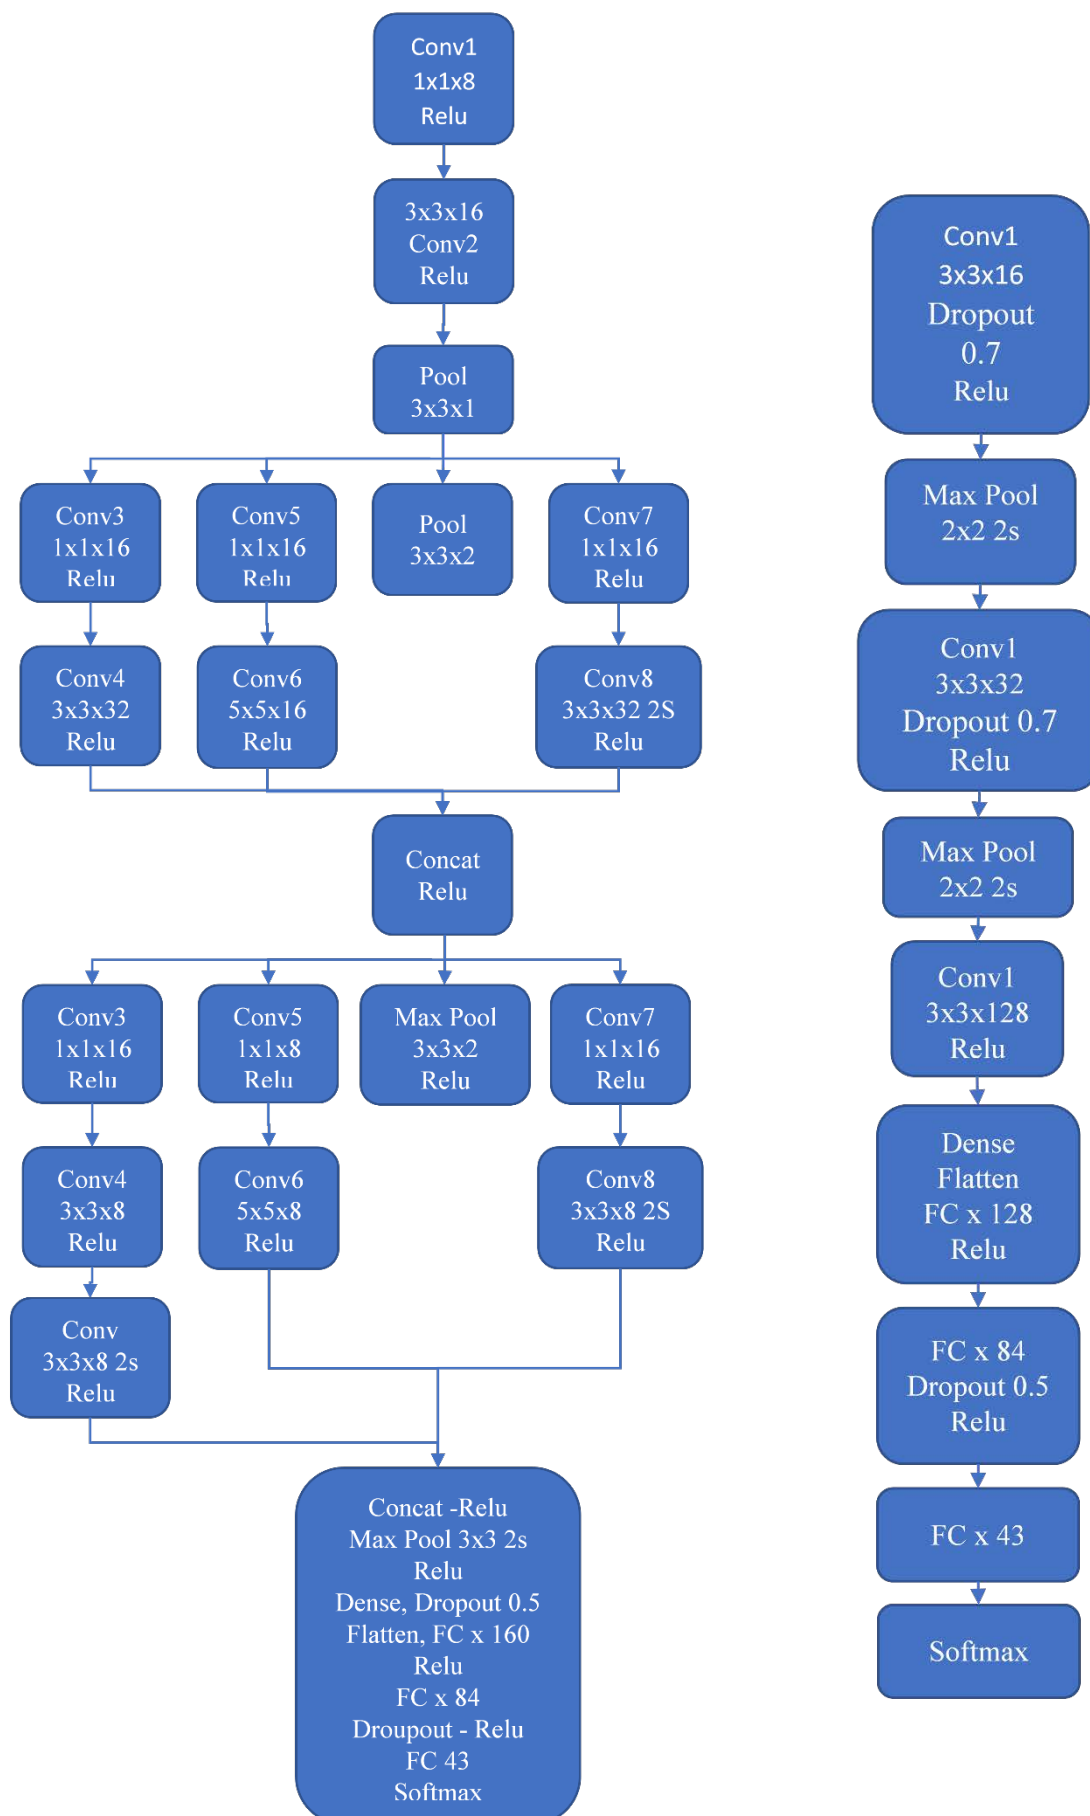 Conv1
1x1x8
Relu
3x3x16
Conv2
Relu
Pool
3x3x1
Conv3
1x1x16
Relu
Conv5
1x1x16
Relu
Pool
3x3x2
Conv7
1x1x16
Relu
Conv4
3x3x32
Relu
Conv6
5x5x16
Relu
Conv8
3x3x32 2S
Relu
Concat
Relu
Conv3
1x1x16
Relu
Conv5
1x1x8
Relu
Max Pool
3x3x2
Relu
Conv7
1x1x16
Relu
Conv4
3x3x8
Relu
Conv6
5x5x8
Relu
Conv8
3x3x8 2S
Relu
Conv
3x3x8 2s
Relu
Concat -Relu
Max Pool 3x3 2s
Relu
Dense, Dropout 0.5
Flatten, FC x 160
Relu
FC x 84
Droupout - Relu
FC 43
Softmax
Conv1
3x3x16
Dropout
0.7
Relu
Max Pool
2x2 2s
Conv1
3x3x32
Dropout 0.7
Relu
Max Pool
2x2 2s
Conv1
3x3x128
Relu
Dense
Flatten
FC x 128
Relu
FC x 84
Dropout 0.5
Relu
FC x 43
Softmax